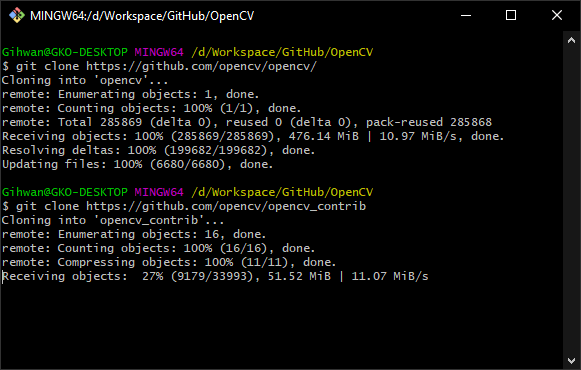 MINGW64:/d/Workspace/GitHub/OpenCV
Gihwan@GKO-DESKTOP MINGW64 /d/Workspace/GitHub/OpenCV
$ git clone https://github.com/opencv/opencv/
Cloning into 'opencv'...
remote: Enumerating objects: 1, done.
remote: Counting objects: 100% (1/1), done.
remote: Total 285869 (delta 0), reused 0 (delta 0), pack-reused 285868
Receiving objects: 100% (285869/285869), 476.14 MiB | 10.97 MiB/s, done.
Resolving deltas: 100% (199682/199682), done.
Updating files: 100% (6680/6680), done.
Gihwan@GKO-DESKTOP MINGW64 /d/Workspace/GitHub/OpenCV
$ git clone https://github.com/opencv/opencv_contrib
Cloning into 'opencv_contrib'...
remote: Enumerating objects: 16, done.
remote: Counting objects: 100% (16/16), done.
remote: Compressing objects: 100% (11/11), done.
Receiving objects:  27% (9179/33993), 51.52 MiB | 11.07 MiB/s